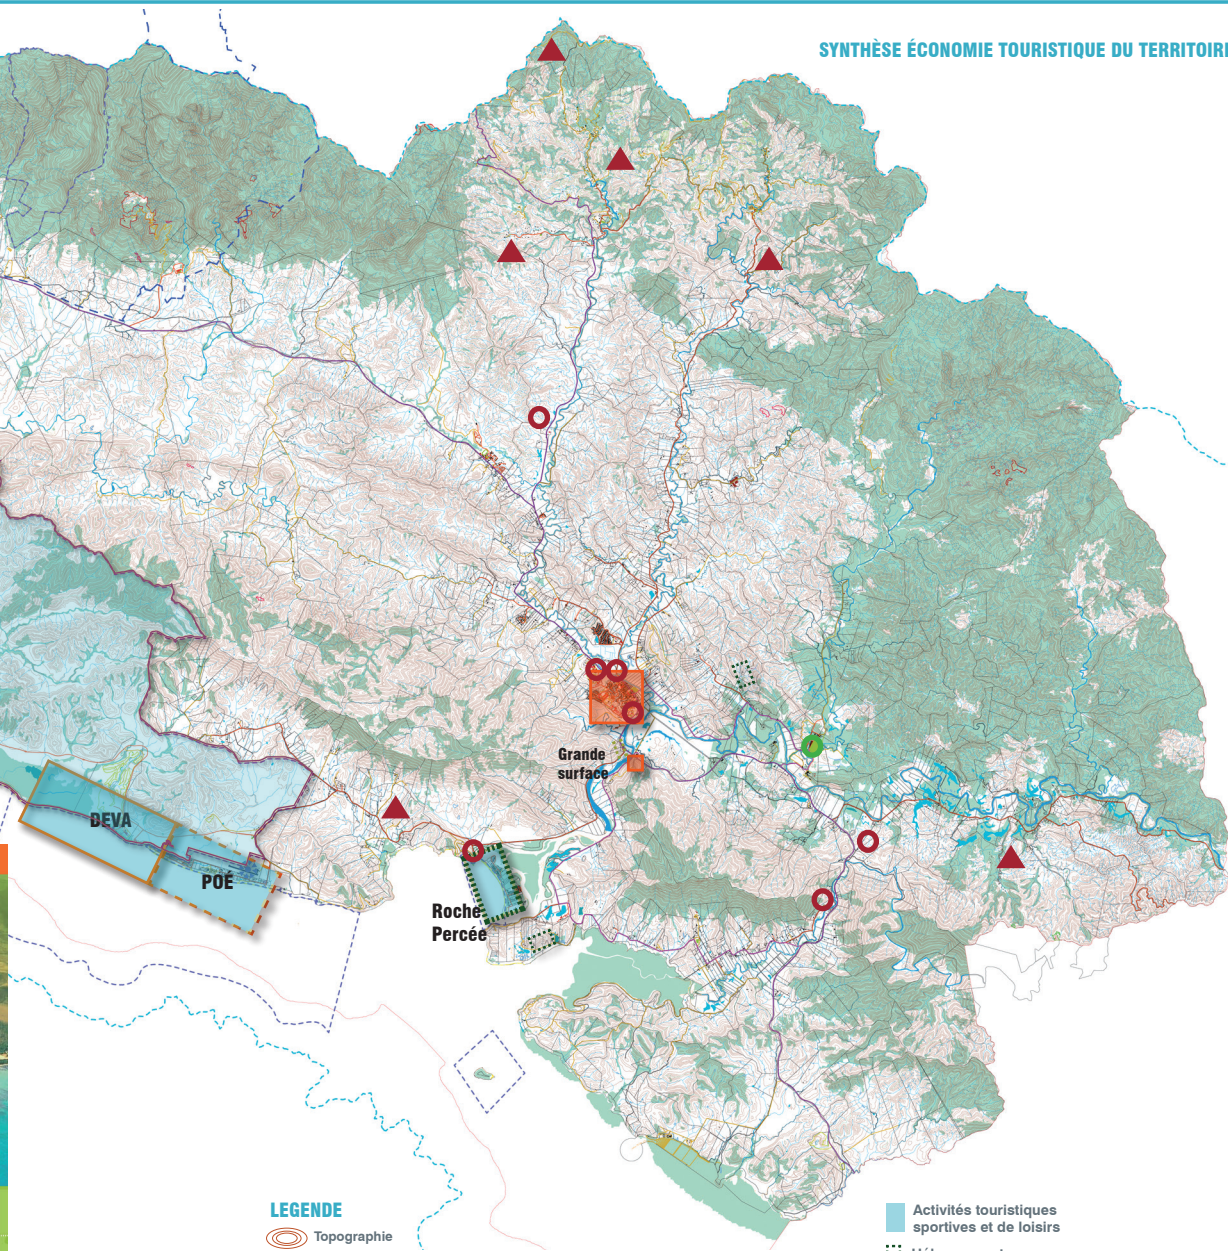 SYNTHÈSE ÉCONOMIE TOURISTIQUE DU TERRITOIRE
Grande
surface
DEVA
POÉ
Roche
Percée
LEGENDE
Topographie
Activités touristiques
sportives et de loisirs